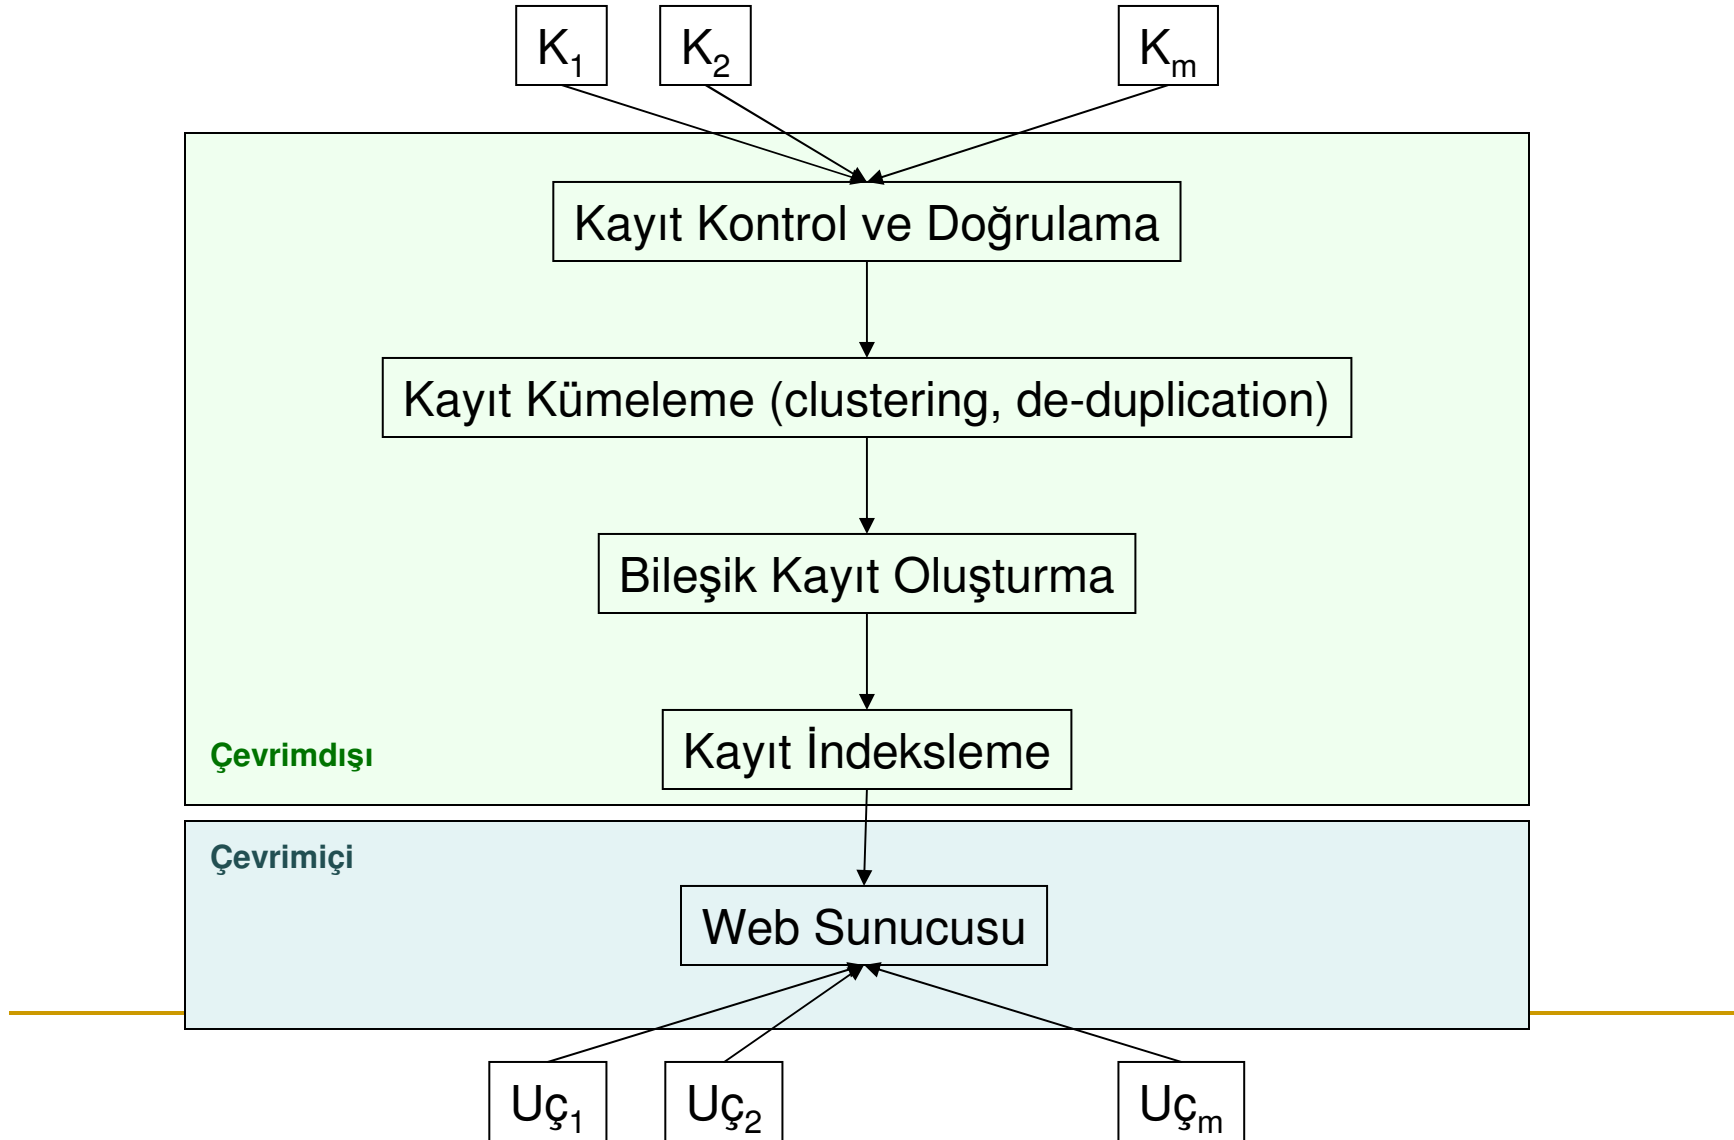 K₁ K₂ Kₘ
Kayıt Kontrol ve Doğrulama
Kayıt Kümeleme (clustering, de-duplication)
Bileşik Kayıt Oluşturma
Kayıt İndeksleme
Çevrimdışı
Çevrimiçi
Web Sunucusu
Uç₁ Uç₂ Uçₘ